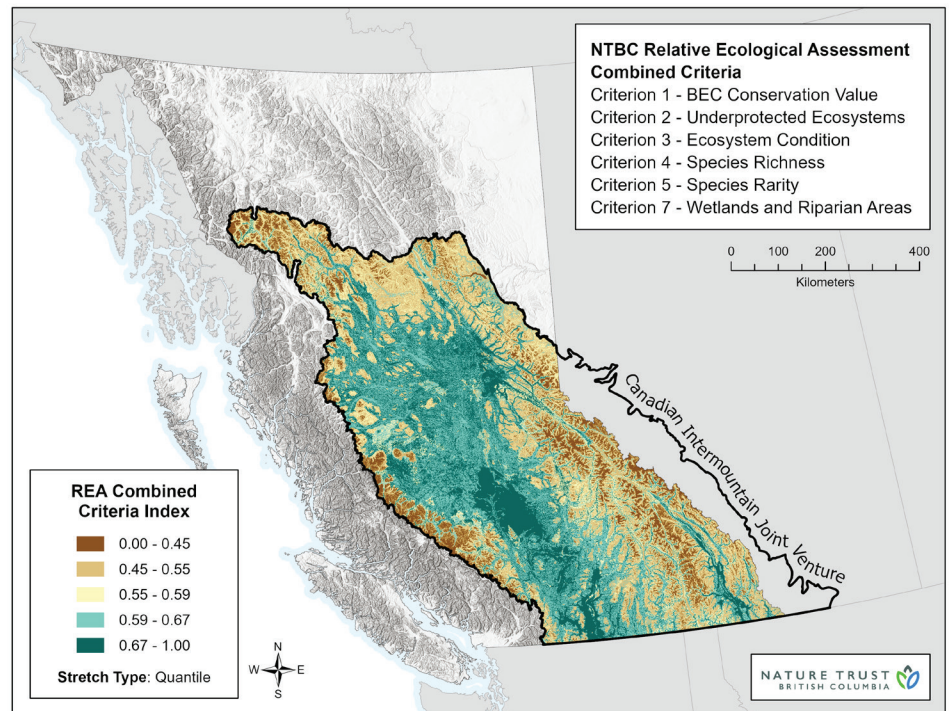 NTBC Relative Ecological Assessment
Combined Criteria
Criterion 1 - BEC Conservation Value
Criterion 2 - Underprotected Ecosystems
Criterion 3 - Ecosystem Condition
Criterion 4 - Species Richness
Criterion 5 - Species Rarity
Criterion 7 - Wetlands and Riparian Areas
0 100 200 300 400
Kilometers
Canadian Intermountain Joint Venture
REA Combined
Criteria Index
0.00 - 0.45
0.45 - 0.55
0.55 - 0.59
0.59 - 0.67
0.67 - 1.00
Stretch Type: Quantile
N
W E
S
NATURE TRUST
BRITISH COLUMBIA